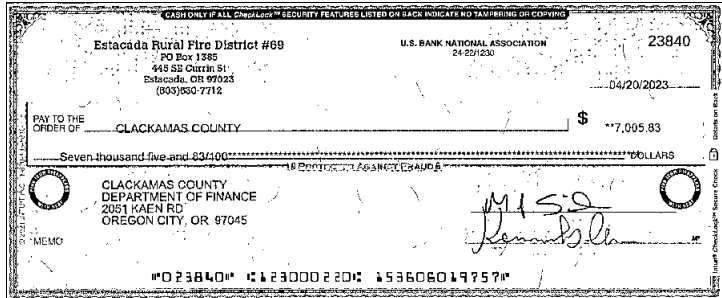 CASH ONLY IF ALL CheckLock™ SECURITY FEATURES LISTED ON BACK INDICATE NO TAMPERING OR COPYING
Estacada Rural Fire District #69
PO Box 1385
445 SE Currin St
Estacada, OR 97023
(503)630-7712
U.S. BANK NATIONAL ASSOCIATION
24-22/1230
23840
04/20/2023
PAY TO THE
ORDER OF CLACKAMAS COUNTY
$ **7,005.83
Seven thousand five and 83/100
DOLLARS
CLACKAMAS COUNTY
DEPARTMENT OF FINANCE
2051 KAEN RD
OREGON CITY, OR 97045
MEMO
⑈023840⑈ ⑆123000220⑆ 153606019757⑈